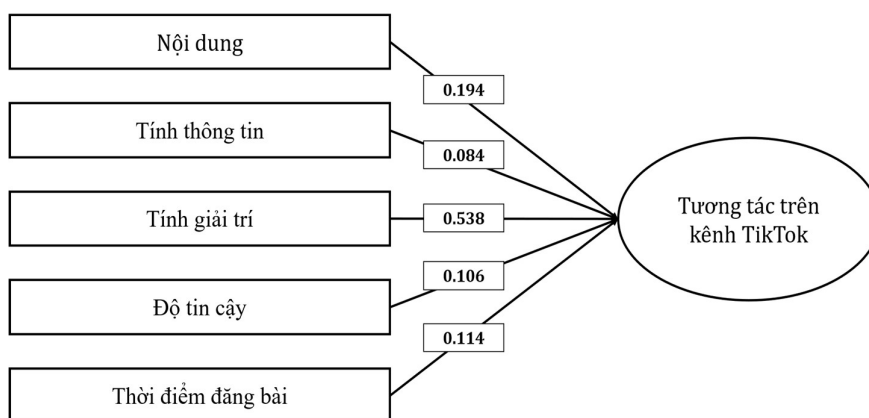 Nội dung
0.194
Tính thông tin
0.084
Tính giải trí
0.538
Tương tác trên
kênh TikTok
0.106
Độ tin cậy
0.114
Thời điểm đăng bài